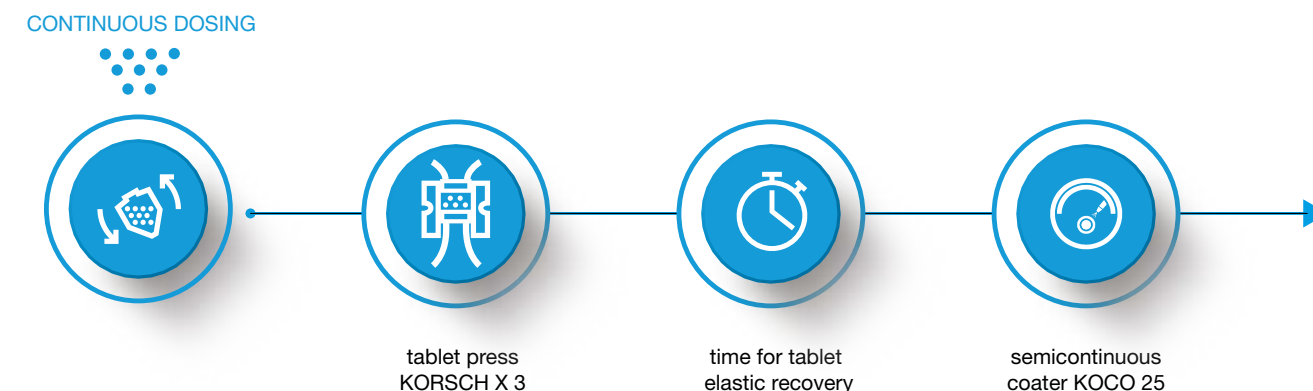 CONTINUOUS DOSING
tablet press
KORSCH X 3
time for tablet
elastic recovery
semicontinuous
coater KOCO 25